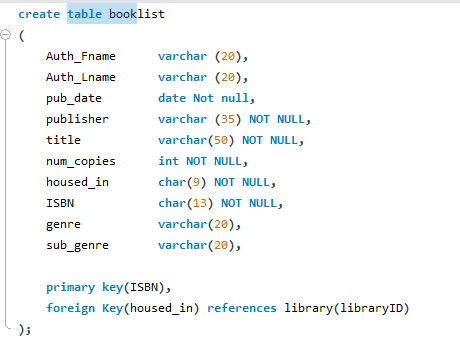 create table booklist
(
Auth_Fname varchar (20),
Auth_Lname varchar (20),
pub_date date Not null,
publisher varchar (35) NOT NULL,
title varchar(50) NOT NULL,
num_copies int NOT NULL,
housed_in char(9) NOT NULL,
ISBN char(13) NOT NULL,
genre varchar(20),
sub_genre varchar(20),
primary key(ISBN),
foreign Key(housed_in) references library(libraryID)
);